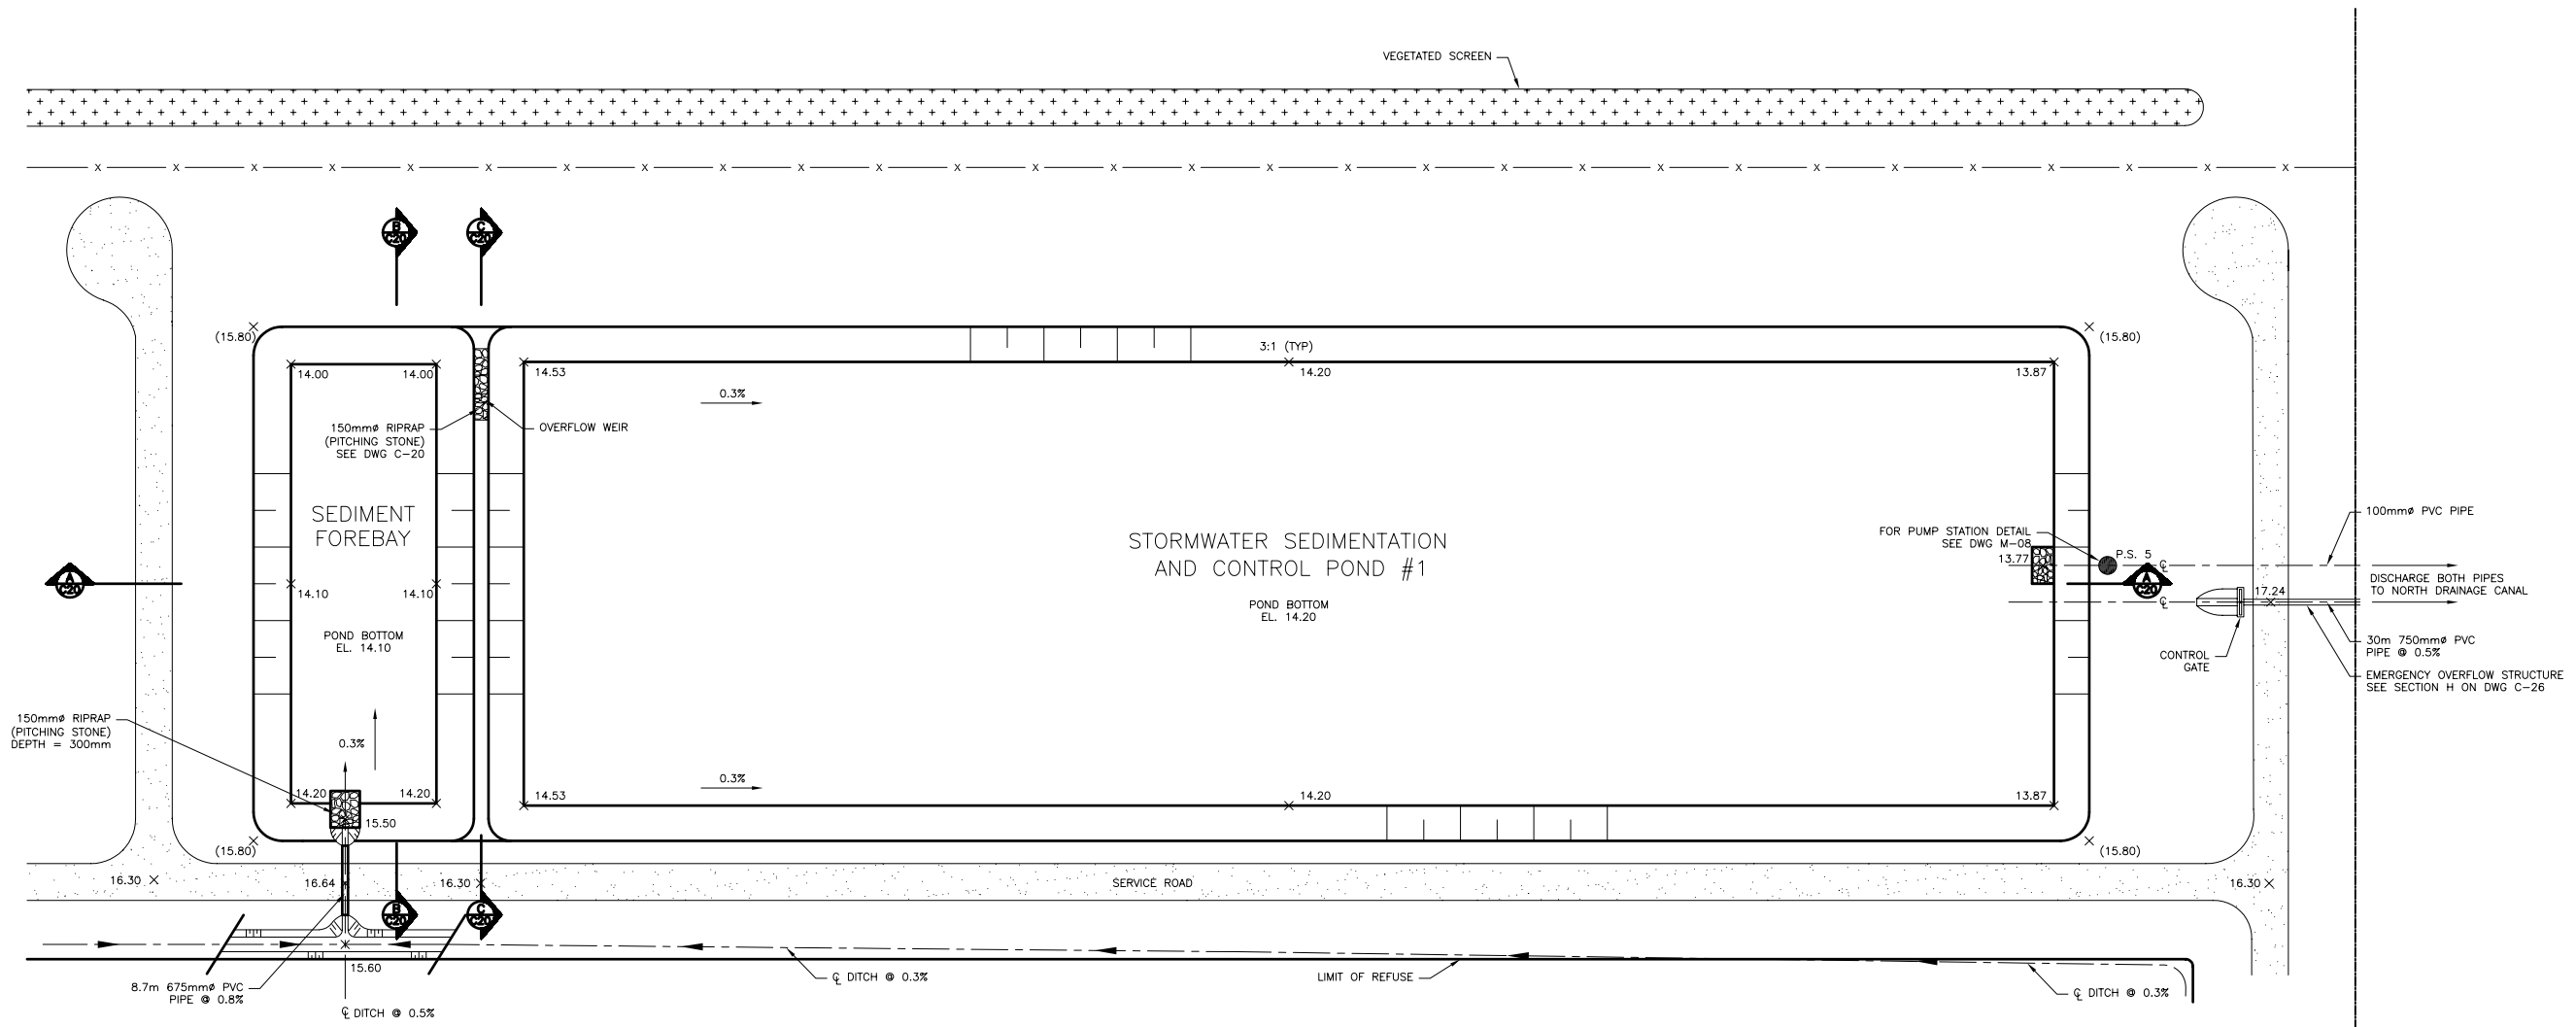 VEGETATED SCREEN
X X X X X X X X X X X X X X X X X X X X X X X X X X X X X
B
C-20
C
C-20
(15.80)
(15.80)
3:1 (TYP)
14.00
14.00
14.53
14.20
13.87
0.3%
150mmø RIPRAP
(PITCHING STONE)
SEE DWG C-20
OVERFLOW WEIR
SEDIMENT
FOREBAY
STORMWATER SEDIMENTATION
AND CONTROL POND #1
POND BOTTOM
EL. 14.20
FOR PUMP STATION DETAIL
SEE DWG M-08
13.77
P.S. 5
℄
100mmø PVC PIPE
A
C-20
14.10
14.10
A
C-20
17.24
℄
DISCHARGE BOTH PIPES
TO NORTH DRAINAGE CANAL
POND BOTTOM
EL. 14.10
CONTROL
GATE
30m 750mmø PVC
PIPE @ 0.5%
EMERGENCY OVERFLOW STRUCTURE
SEE SECTION H ON DWG C-26
150mmø RIPRAP
(PITCHING STONE)
DEPTH = 300mm
0.3%
0.3%
14.20
14.20
14.53
14.20
13.87
15.50
(15.80)
(15.80)
16.30
16.64
16.30
SERVICE ROAD
16.30
B
C-20
C
C-20
15.60
8.7m 675mmø PVC
PIPE @ 0.8%
℄ DITCH @ 0.5%
℄ DITCH @ 0.3%
LIMIT OF REFUSE
℄ DITCH @ 0.3%